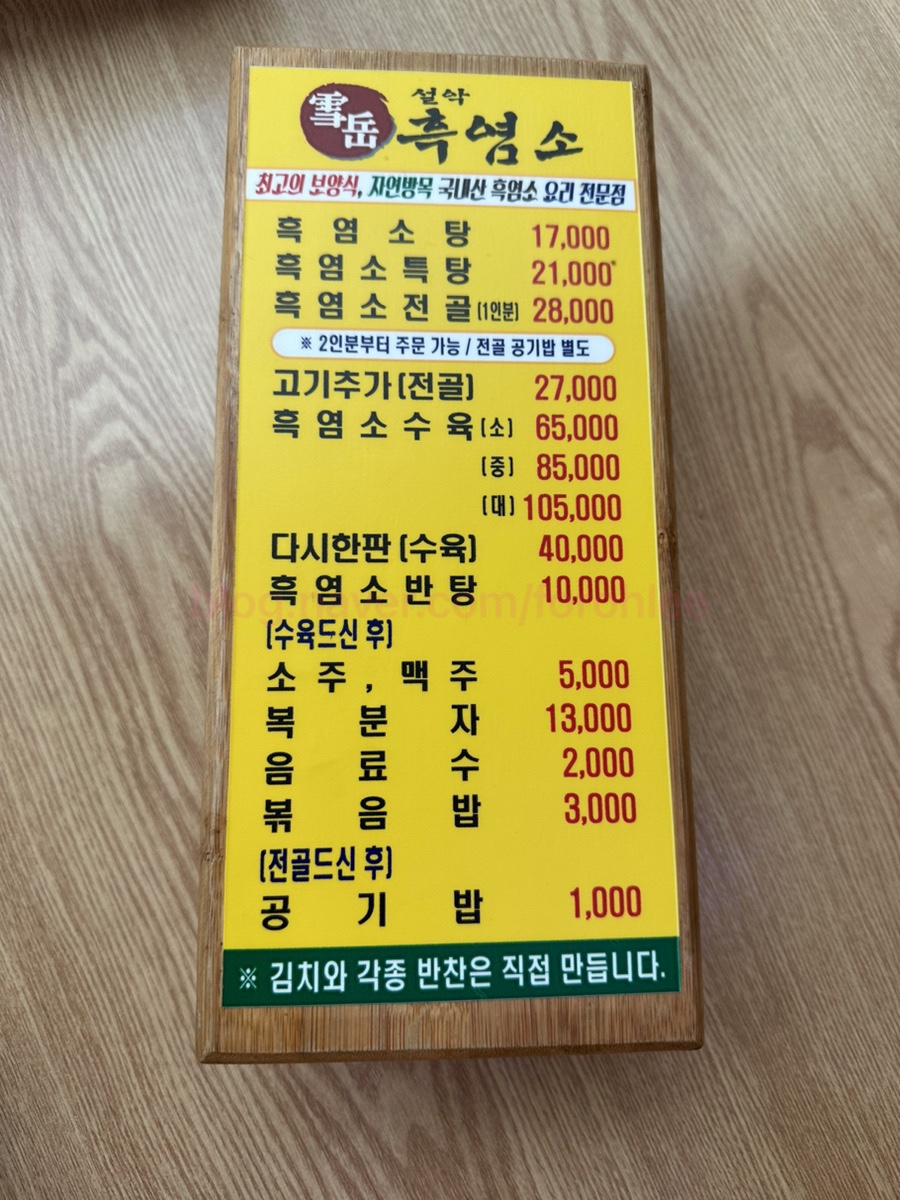 雪岳
설악
흑염소
최고의 보양식, 자연방목 국내산 흑염소 요리 전문점
흑염소탕 17,000
흑염소특탕 21,000
흑염소전골(1인분) 28,000
※ 2인분부터 주문 가능 / 전골 공기밥 별도
고기추가(전골) 27,000
흑염소수육(소) 65,000
(중) 85,000
(대) 105,000
다시한판(수육) 40,000
흑염소반탕 10,000
(수육드신 후)
소주, 맥주 5,000
복분자 13,000
음료수 2,000
볶음밥 3,000
(전골드신 후)
공기밥 1,000
※ 김치와 각종 반찬은 직접 만듭니다.